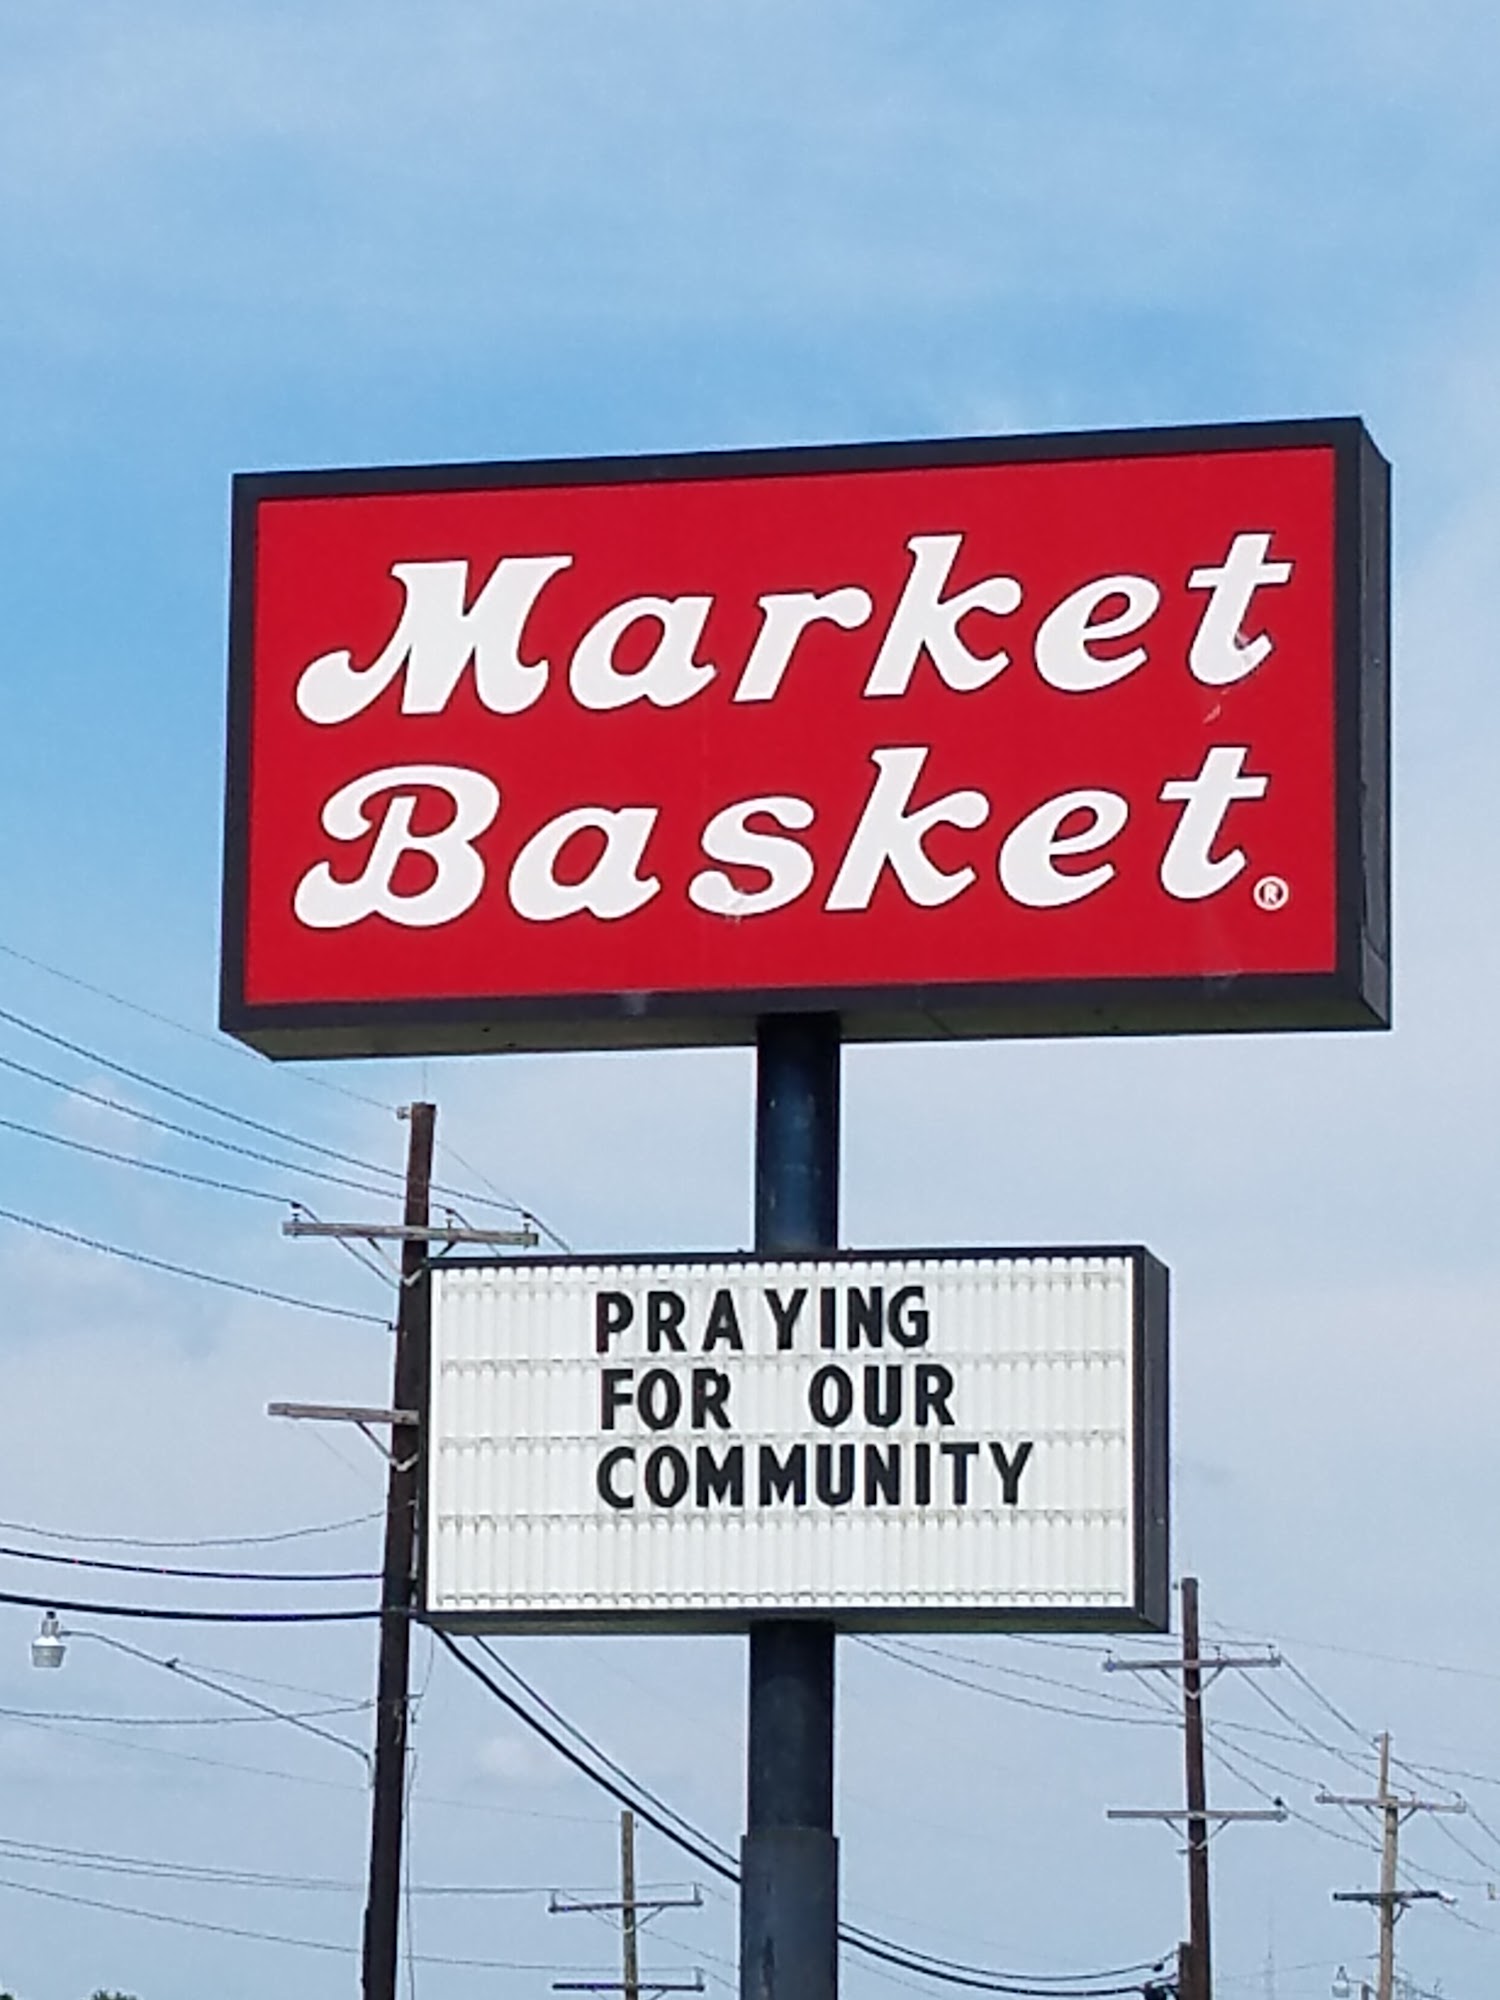 Market
Basket®
PRAYING
FOR OUR
COMMUNITY